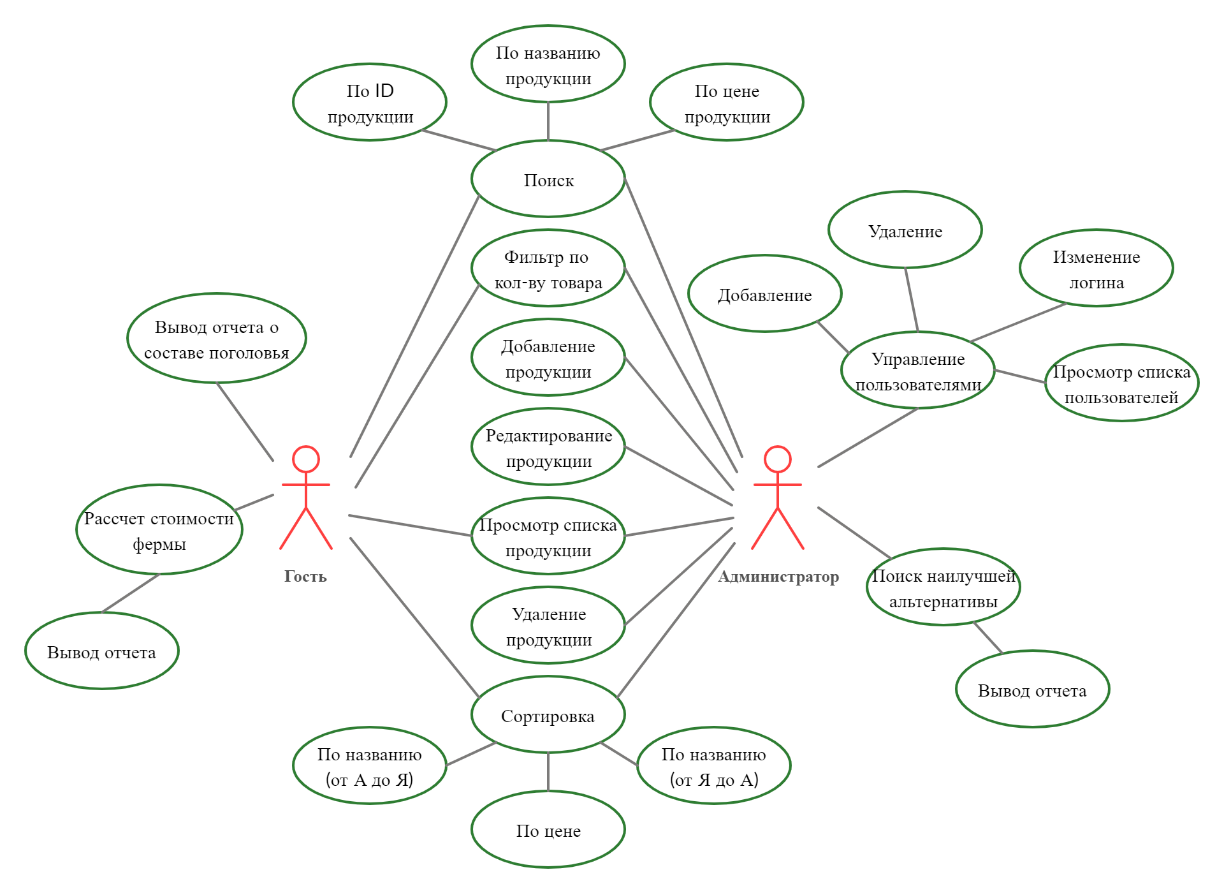 По названию
продукции
По ID
продукции
По цене
продукции
Поиск
Удаление
Фильтр по
кол-ву товара
Изменение
логина
Добавление
Вывод отчета о
составе поголовья
Добавление
продукции
Управление
пользователями
Просмотр списка
пользователей
Редактирование
продукции
Рассчет стоимости
фермы
Просмотр списка
продукции
Гость
Администратор
Поиск наилучшей
альтернативы
Удаление
продукции
Вывод отчета
Вывод отчета
Сортировка
По названию
(от А до Я)
По названию
(от Я до А)
По цене